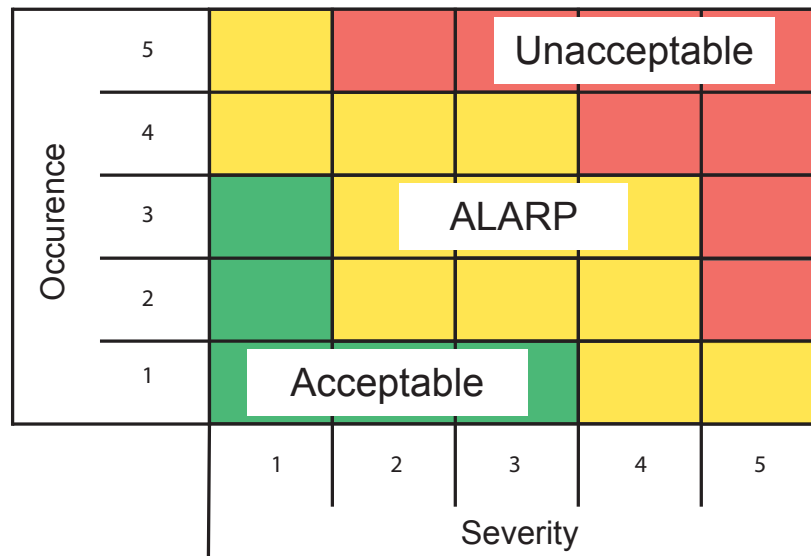 5
Unacceptable
4
Occurence
3
ALARP
2
1
Acceptable
1 2 3 4 5
Severity